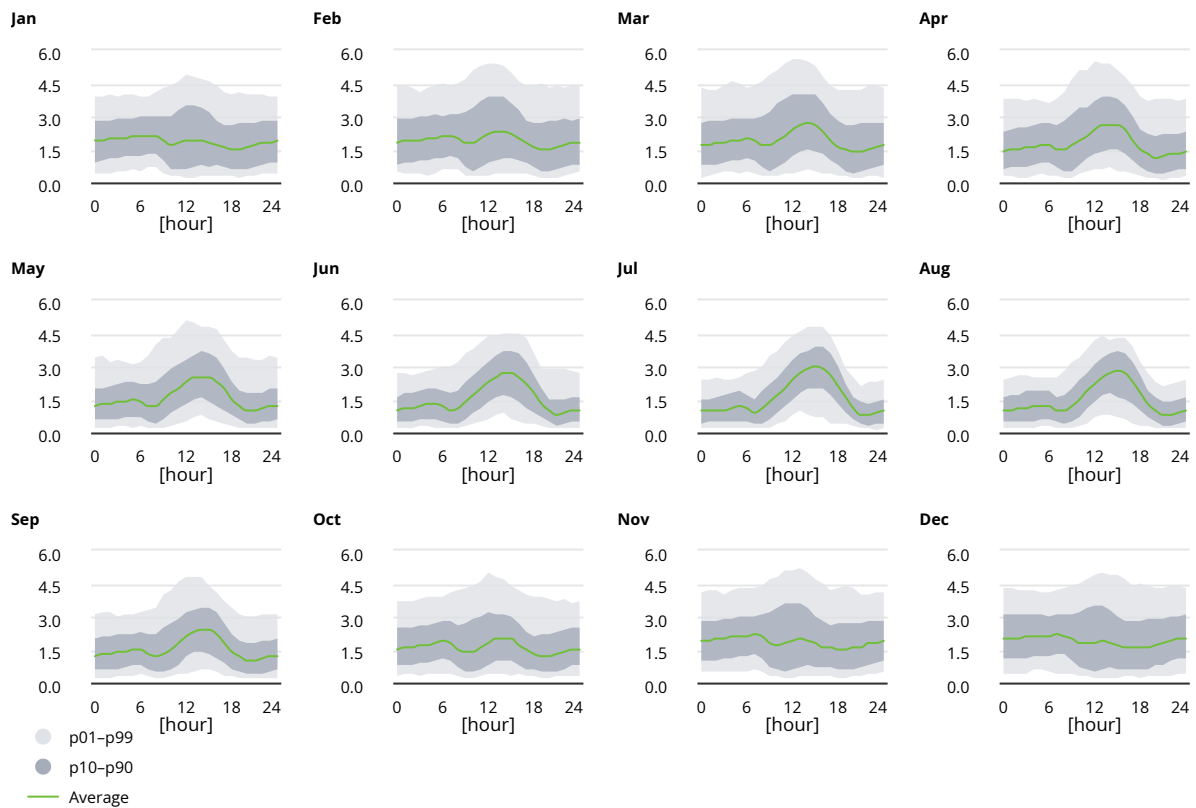 Jan Feb Mar Apr
6.0 6.0 6.0 6.0
4.5 4.5 4.5 4.5
3.0 3.0 3.0 3.0
1.5 1.5 1.5 1.5
0.0 0.0 0.0 0.0
0 6 12 18 24 0 6 12 18 24 0 6 12 18 24 0 6 12 18 24
[hour] [hour] [hour] [hour]
May Jun Jul Aug
6.0 6.0 6.0 6.0
4.5 4.5 4.5 4.5
3.0 3.0 3.0 3.0
1.5 1.5 1.5 1.5
0.0 0.0 0.0 0.0
0 6 12 18 24 0 6 12 18 24 0 6 12 18 24 0 6 12 18 24
[hour] [hour] [hour] [hour]
Sep Oct Nov Dec
6.0 6.0 6.0 6.0
4.5 4.5 4.5 4.5
3.0 3.0 3.0 3.0
1.5 1.5 1.5 1.5
0.0 0.0 0.0 0.0
0 6 12 18 24 0 6 12 18 24 0 6 12 18 24 0 6 12 18 24
[hour] [hour] [hour] [hour]
p01–p99
p10–p90
Average